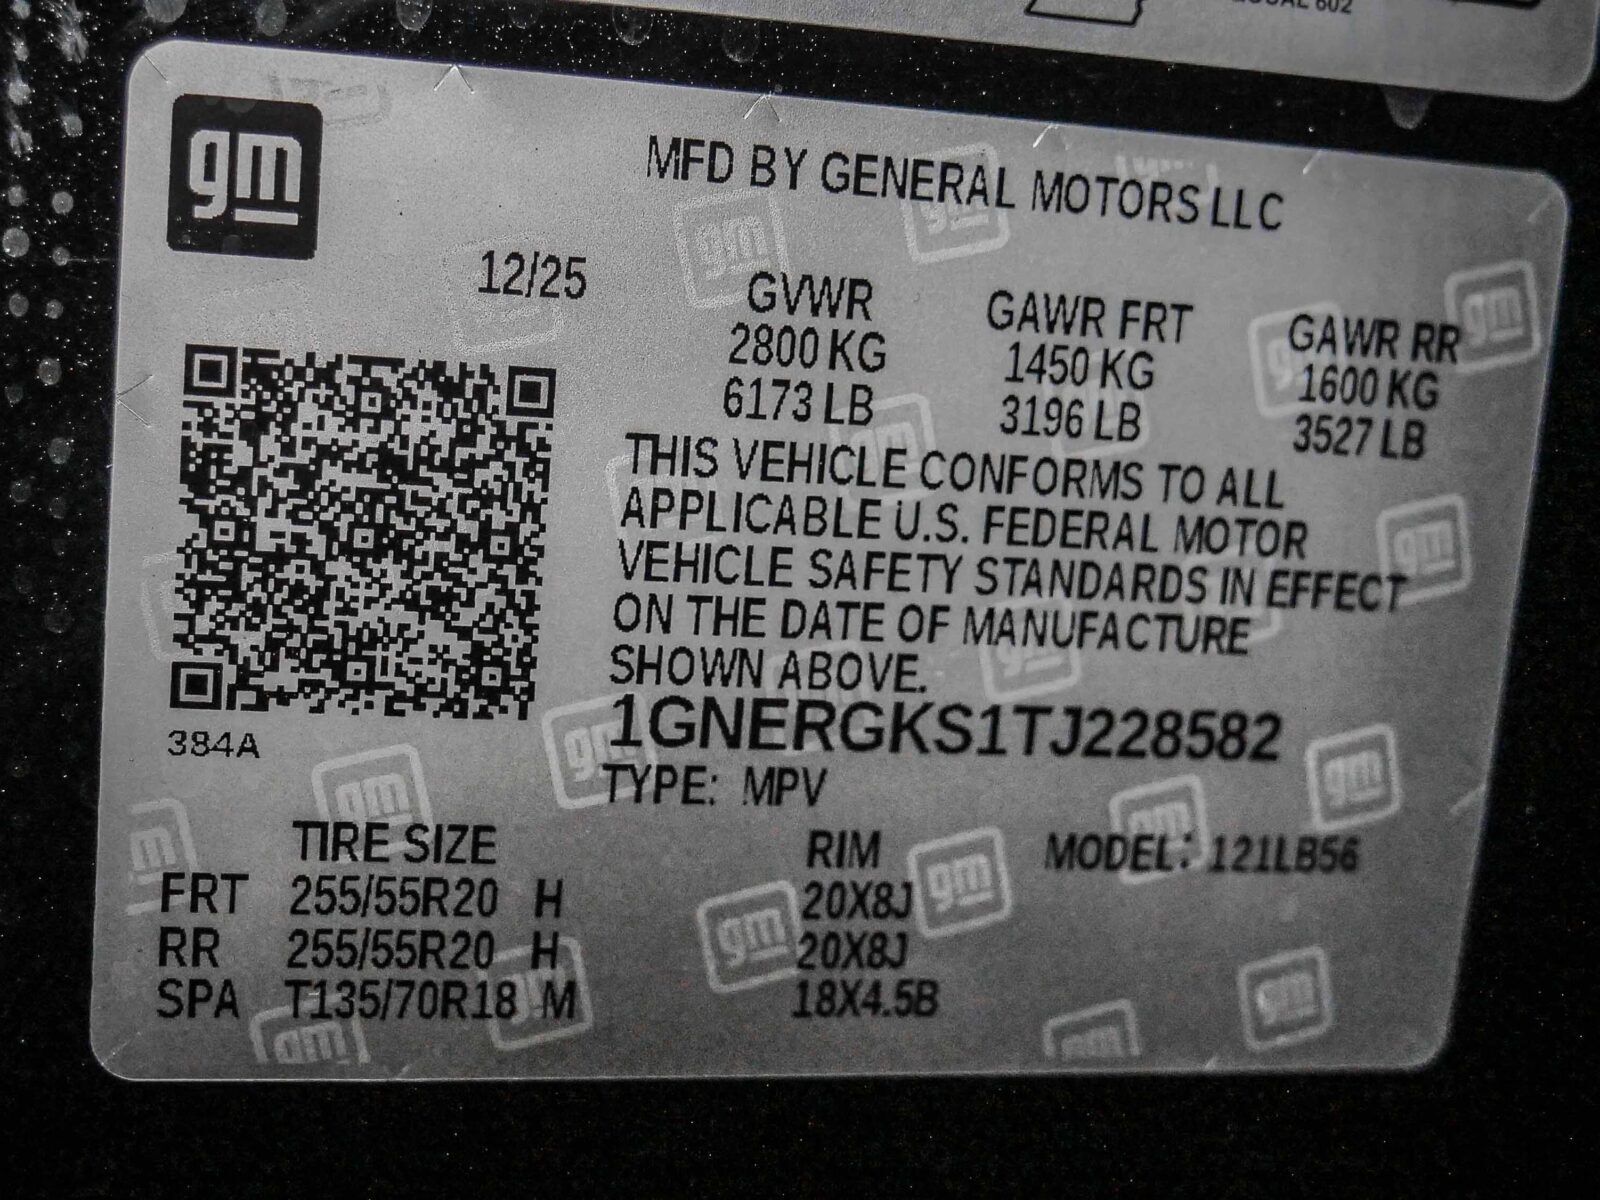 LOCAL 602
gm
MFD BY GENERAL MOTORS LLC
12/25
GVWR GAWR FRT GAWR RR
2800 KG 1450 KG 1600 KG
6173 LB 3196 LB 3527 LB
THIS VEHICLE CONFORMS TO ALL
APPLICABLE U.S. FEDERAL MOTOR
VEHICLE SAFETY STANDARDS IN EFFECT
ON THE DATE OF MANUFACTURE
SHOWN ABOVE.
384A
1GNERGKS1TJ228582
TYPE: MPV
TIRE SIZE RIM MODEL: 121LB56
FRT 255/55R20 H 20X8J
RR 255/55R20 H 20X8J
SPA T135/70R18 M 18X4.5B